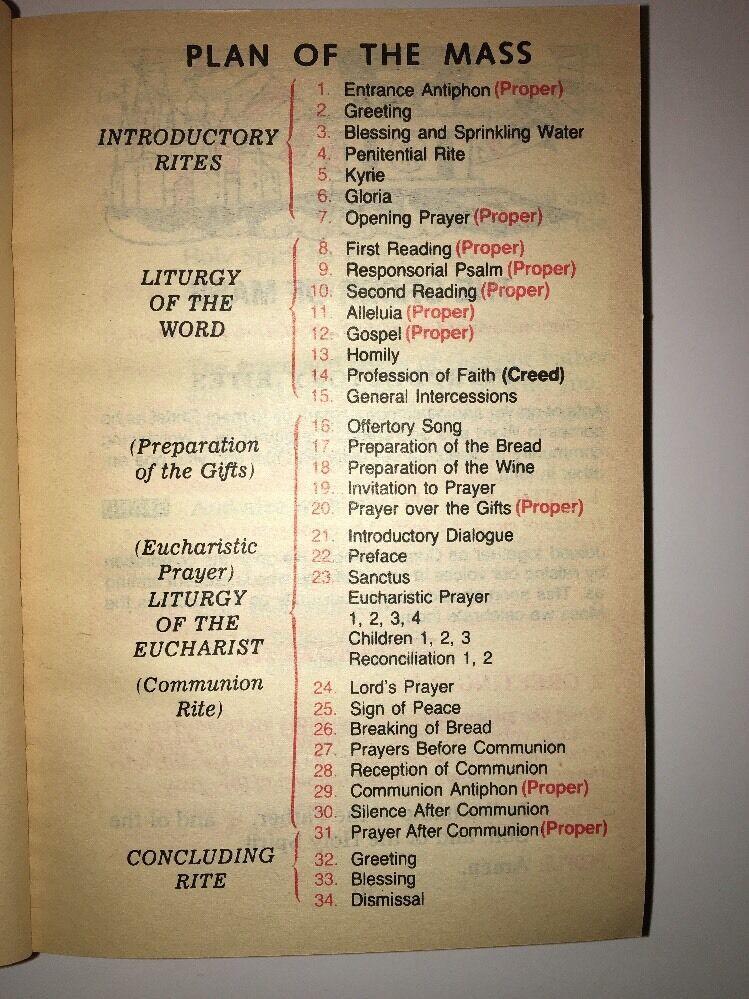 PLAN OF THE MASS
INTRODUCTORY
RITES
1. Entrance Antiphon (Proper)
2. Greeting
3. Blessing and Sprinkling Water
4. Penitential Rite
5. Kyrie
6. Gloria
7. Opening Prayer (Proper)
LITURGY
OF THE
WORD
8. First Reading (Proper)
9. Responsorial Psalm (Proper)
10. Second Reading (Proper)
11. Alleluia (Proper)
12. Gospel (Proper)
13. Homily
14. Profession of Faith (Creed)
15. General Intercessions
(Preparation
of the Gifts)
16. Offertory Song
17. Preparation of the Bread
18. Preparation of the Wine
19. Invitation to Prayer
20. Prayer over the Gifts (Proper)
(Eucharistic
Prayer)
LITURGY
OF THE
EUCHARIST
21. Introductory Dialogue
22. Preface
23. Sanctus
Eucharistic Prayer
1, 2, 3, 4
Children 1, 2, 3
Reconciliation 1, 2
(Communion
Rite)
24. Lord's Prayer
25. Sign of Peace
26. Breaking of Bread
27. Prayers Before Communion
28. Reception of Communion
29. Communion Antiphon (Proper)
30. Silence After Communion
31. Prayer After Communion (Proper)
CONCLUDING
RITE
32. Greeting
33. Blessing
34. Dismissal